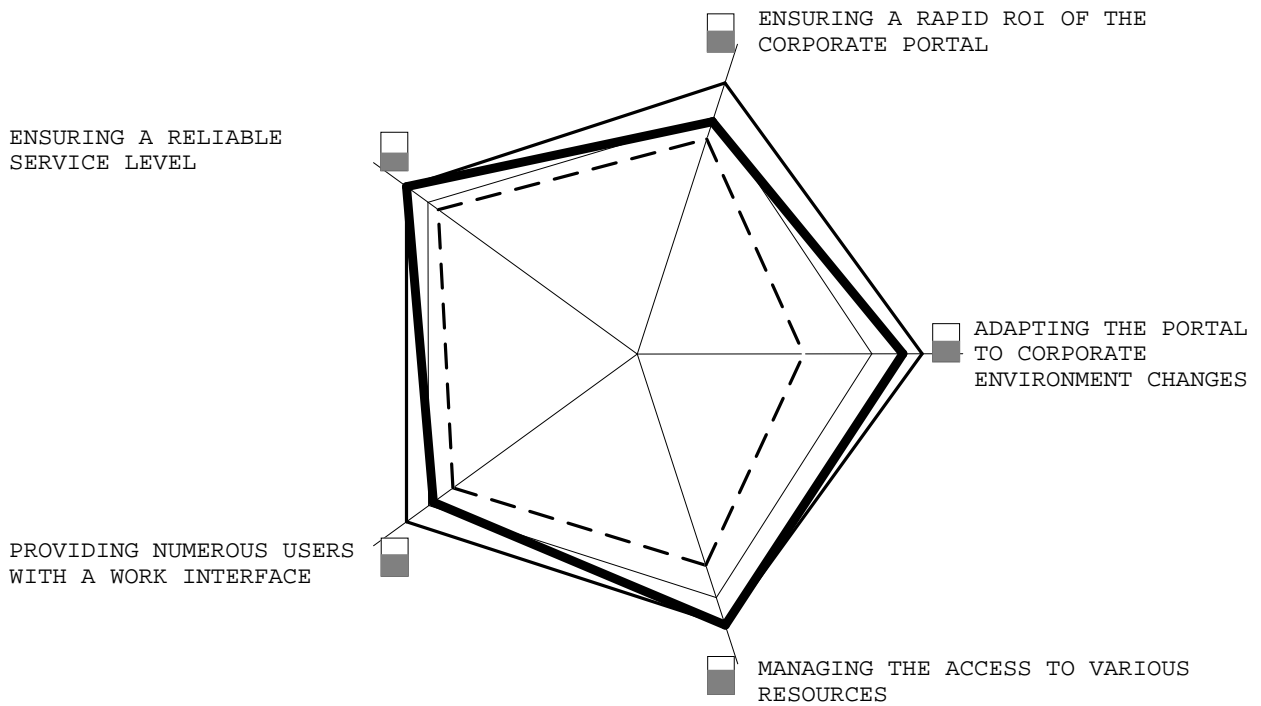 ENSURING A RAPID ROI OF THE
CORPORATE PORTAL
ENSURING A RELIABLE
SERVICE LEVEL
ADAPTING THE PORTAL
TO CORPORATE
ENVIRONMENT CHANGES
PROVIDING NUMEROUS USERS
WITH A WORK INTERFACE
MANAGING THE ACCESS TO VARIOUS
RESOURCES